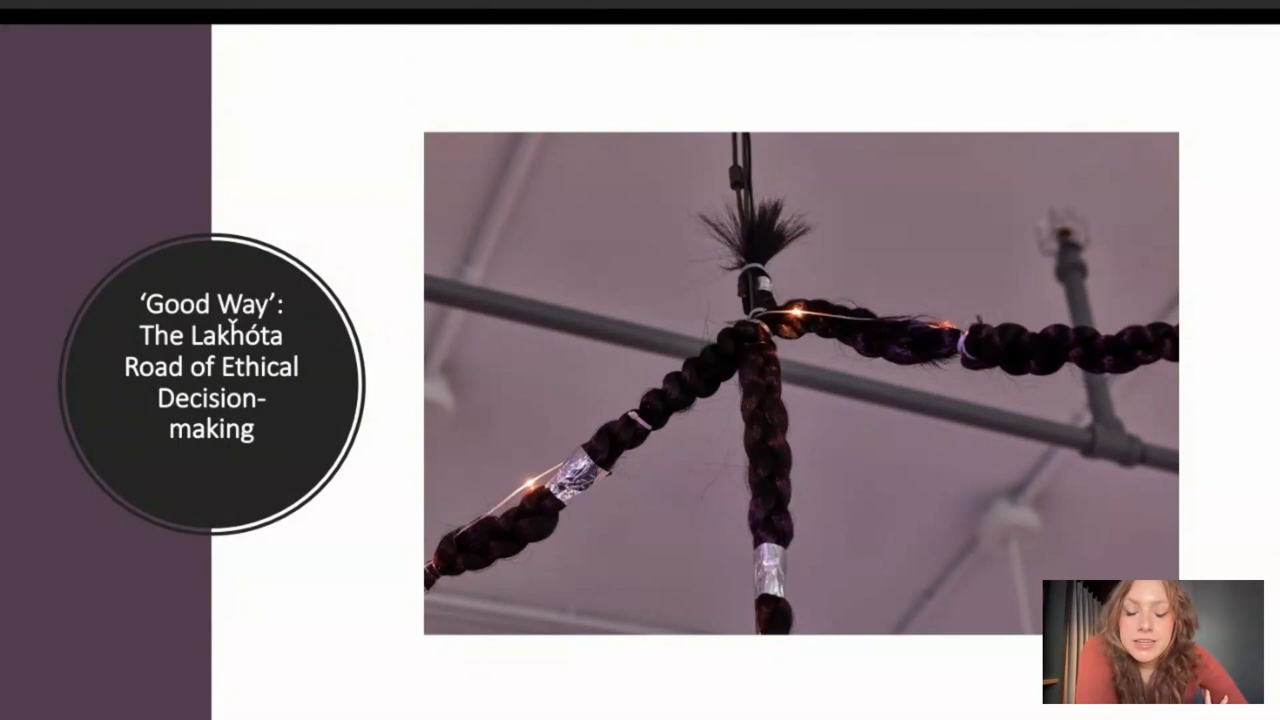 ‘Good Way’:
The Lakȟóta
Road of Ethical
Decision-
making